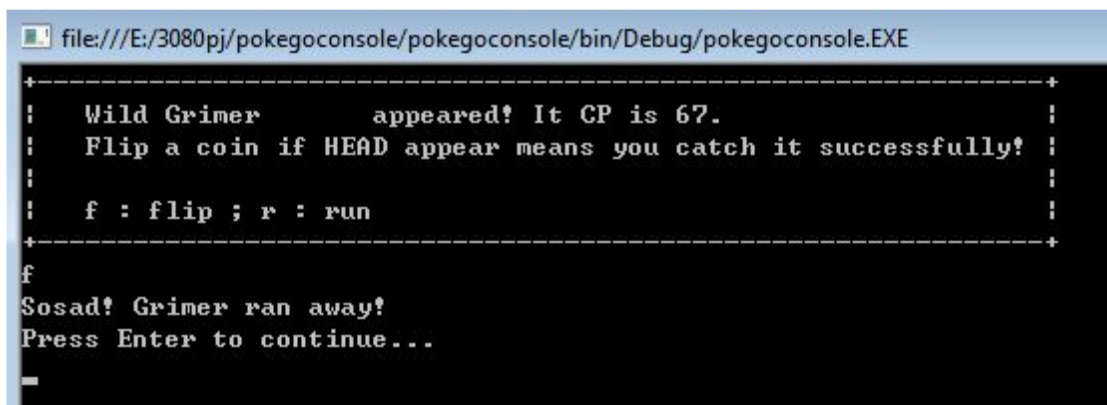 file:///E:/3080pj/pokegoconsole/pokegoconsole/bin/Debug/pokegoconsole.EXE
Wild Grimer appeared! It CP is 67.
Flip a coin if HEAD appear means you catch it successfully!
f : flip ; r : run
f
Sosad! Grimer ran away!
Press Enter to continue...